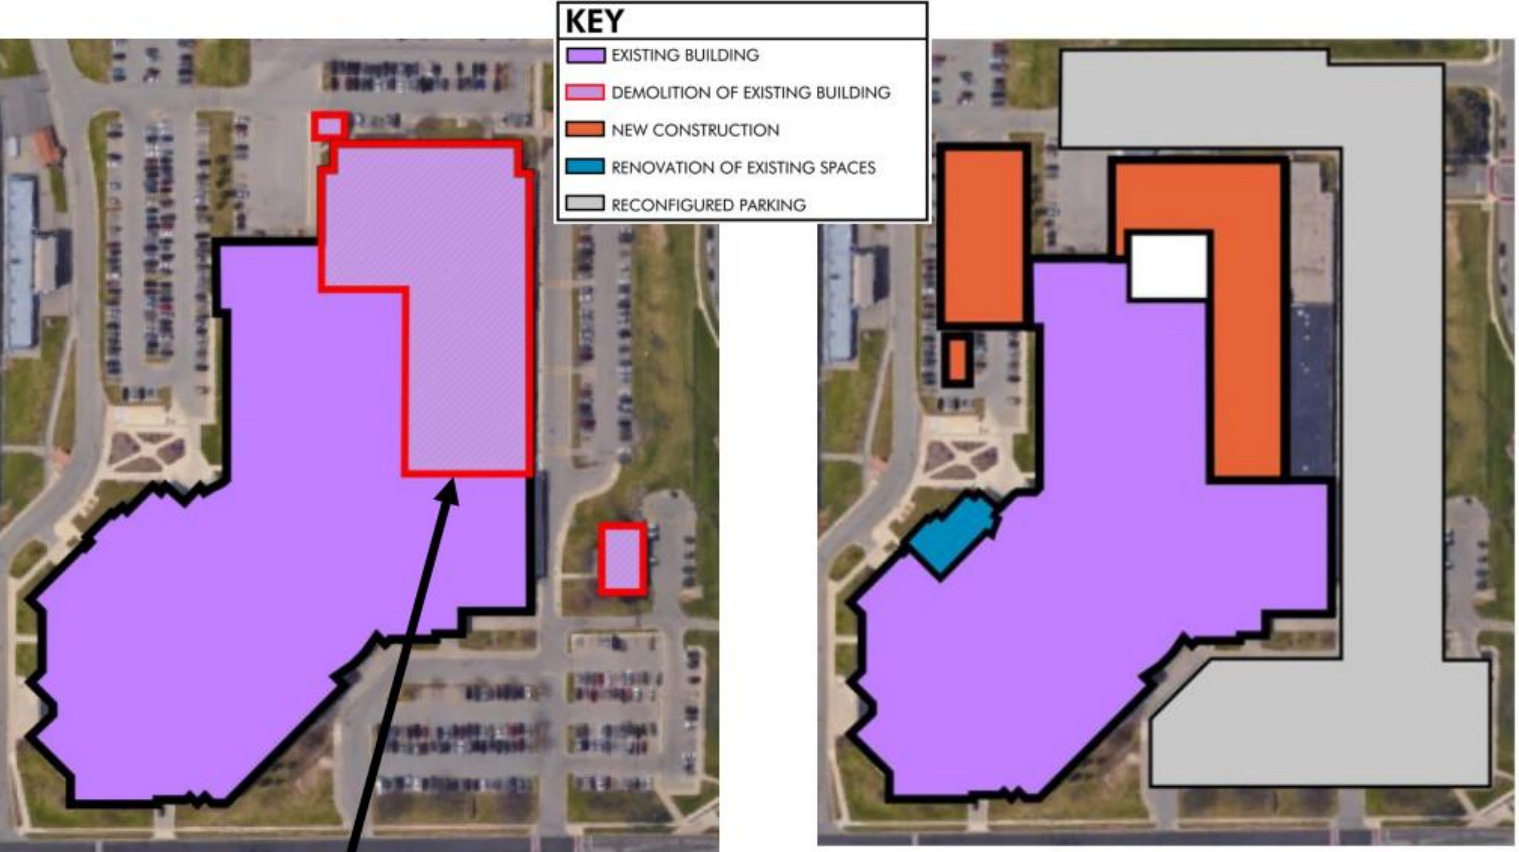 KEY
EXISTING BUILDING
DEMOLITION OF EXISTING BUILDING
NEW CONSTRUCTION
RENOVATION OF EXISTING SPACES
RECONFIGURED PARKING